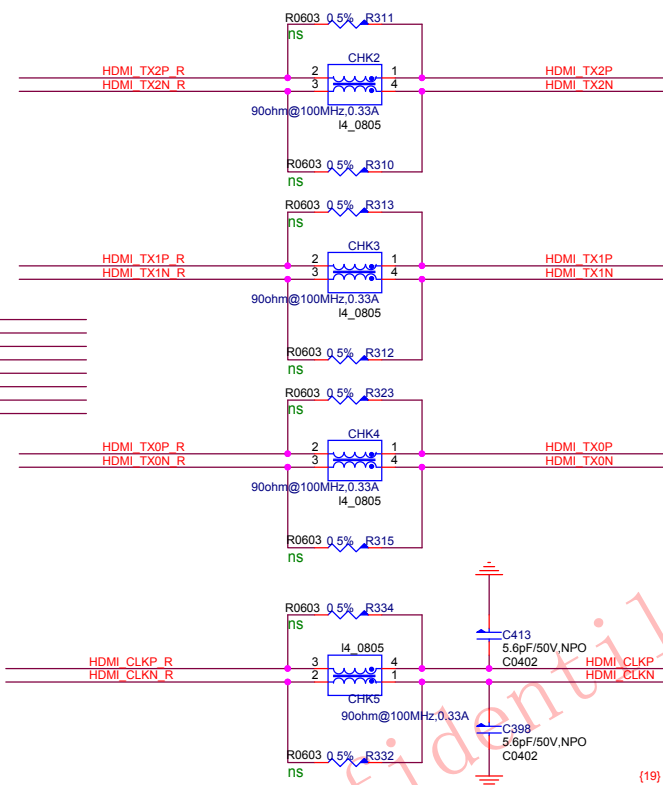 R0603 0 5% R311
ns
CHK2
HDMI_TX2P_R 2 1 HDMI_TX2P
HDMI_TX2N_R 3 4 HDMI_TX2N
90ohm@100MHz,0.33A
l4_0805
R0603 0 5% R310
ns
R0603 0 5% R313
ns
CHK3
HDMI_TX1P_R 2 1 HDMI_TX1P
HDMI_TX1N_R 3 4 HDMI_TX1N
90ohm@100MHz,0.33A
l4_0805
R0603 0 5% R312
ns
R0603 0 5% R323
ns
CHK4
HDMI_TX0P_R 2 1 HDMI_TX0P
HDMI_TX0N_R 3 4 HDMI_TX0N
90ohm@100MHz,0.33A
l4_0805
R0603 0 5% R315
ns
R0603 0 5% R334
ns
C413
5.6pF/50V,NPO
C0402
l4_0805
HDMI_CLKP_R 3 4 HDMI_CLKP
HDMI_CLKN_R 2 1 HDMI_CLKN
CHK5
90ohm@100MHz,0.33A
C398
5.6pF/50V,NPO
C0402
R0603 0 5% R332
ns
{19}
fidential